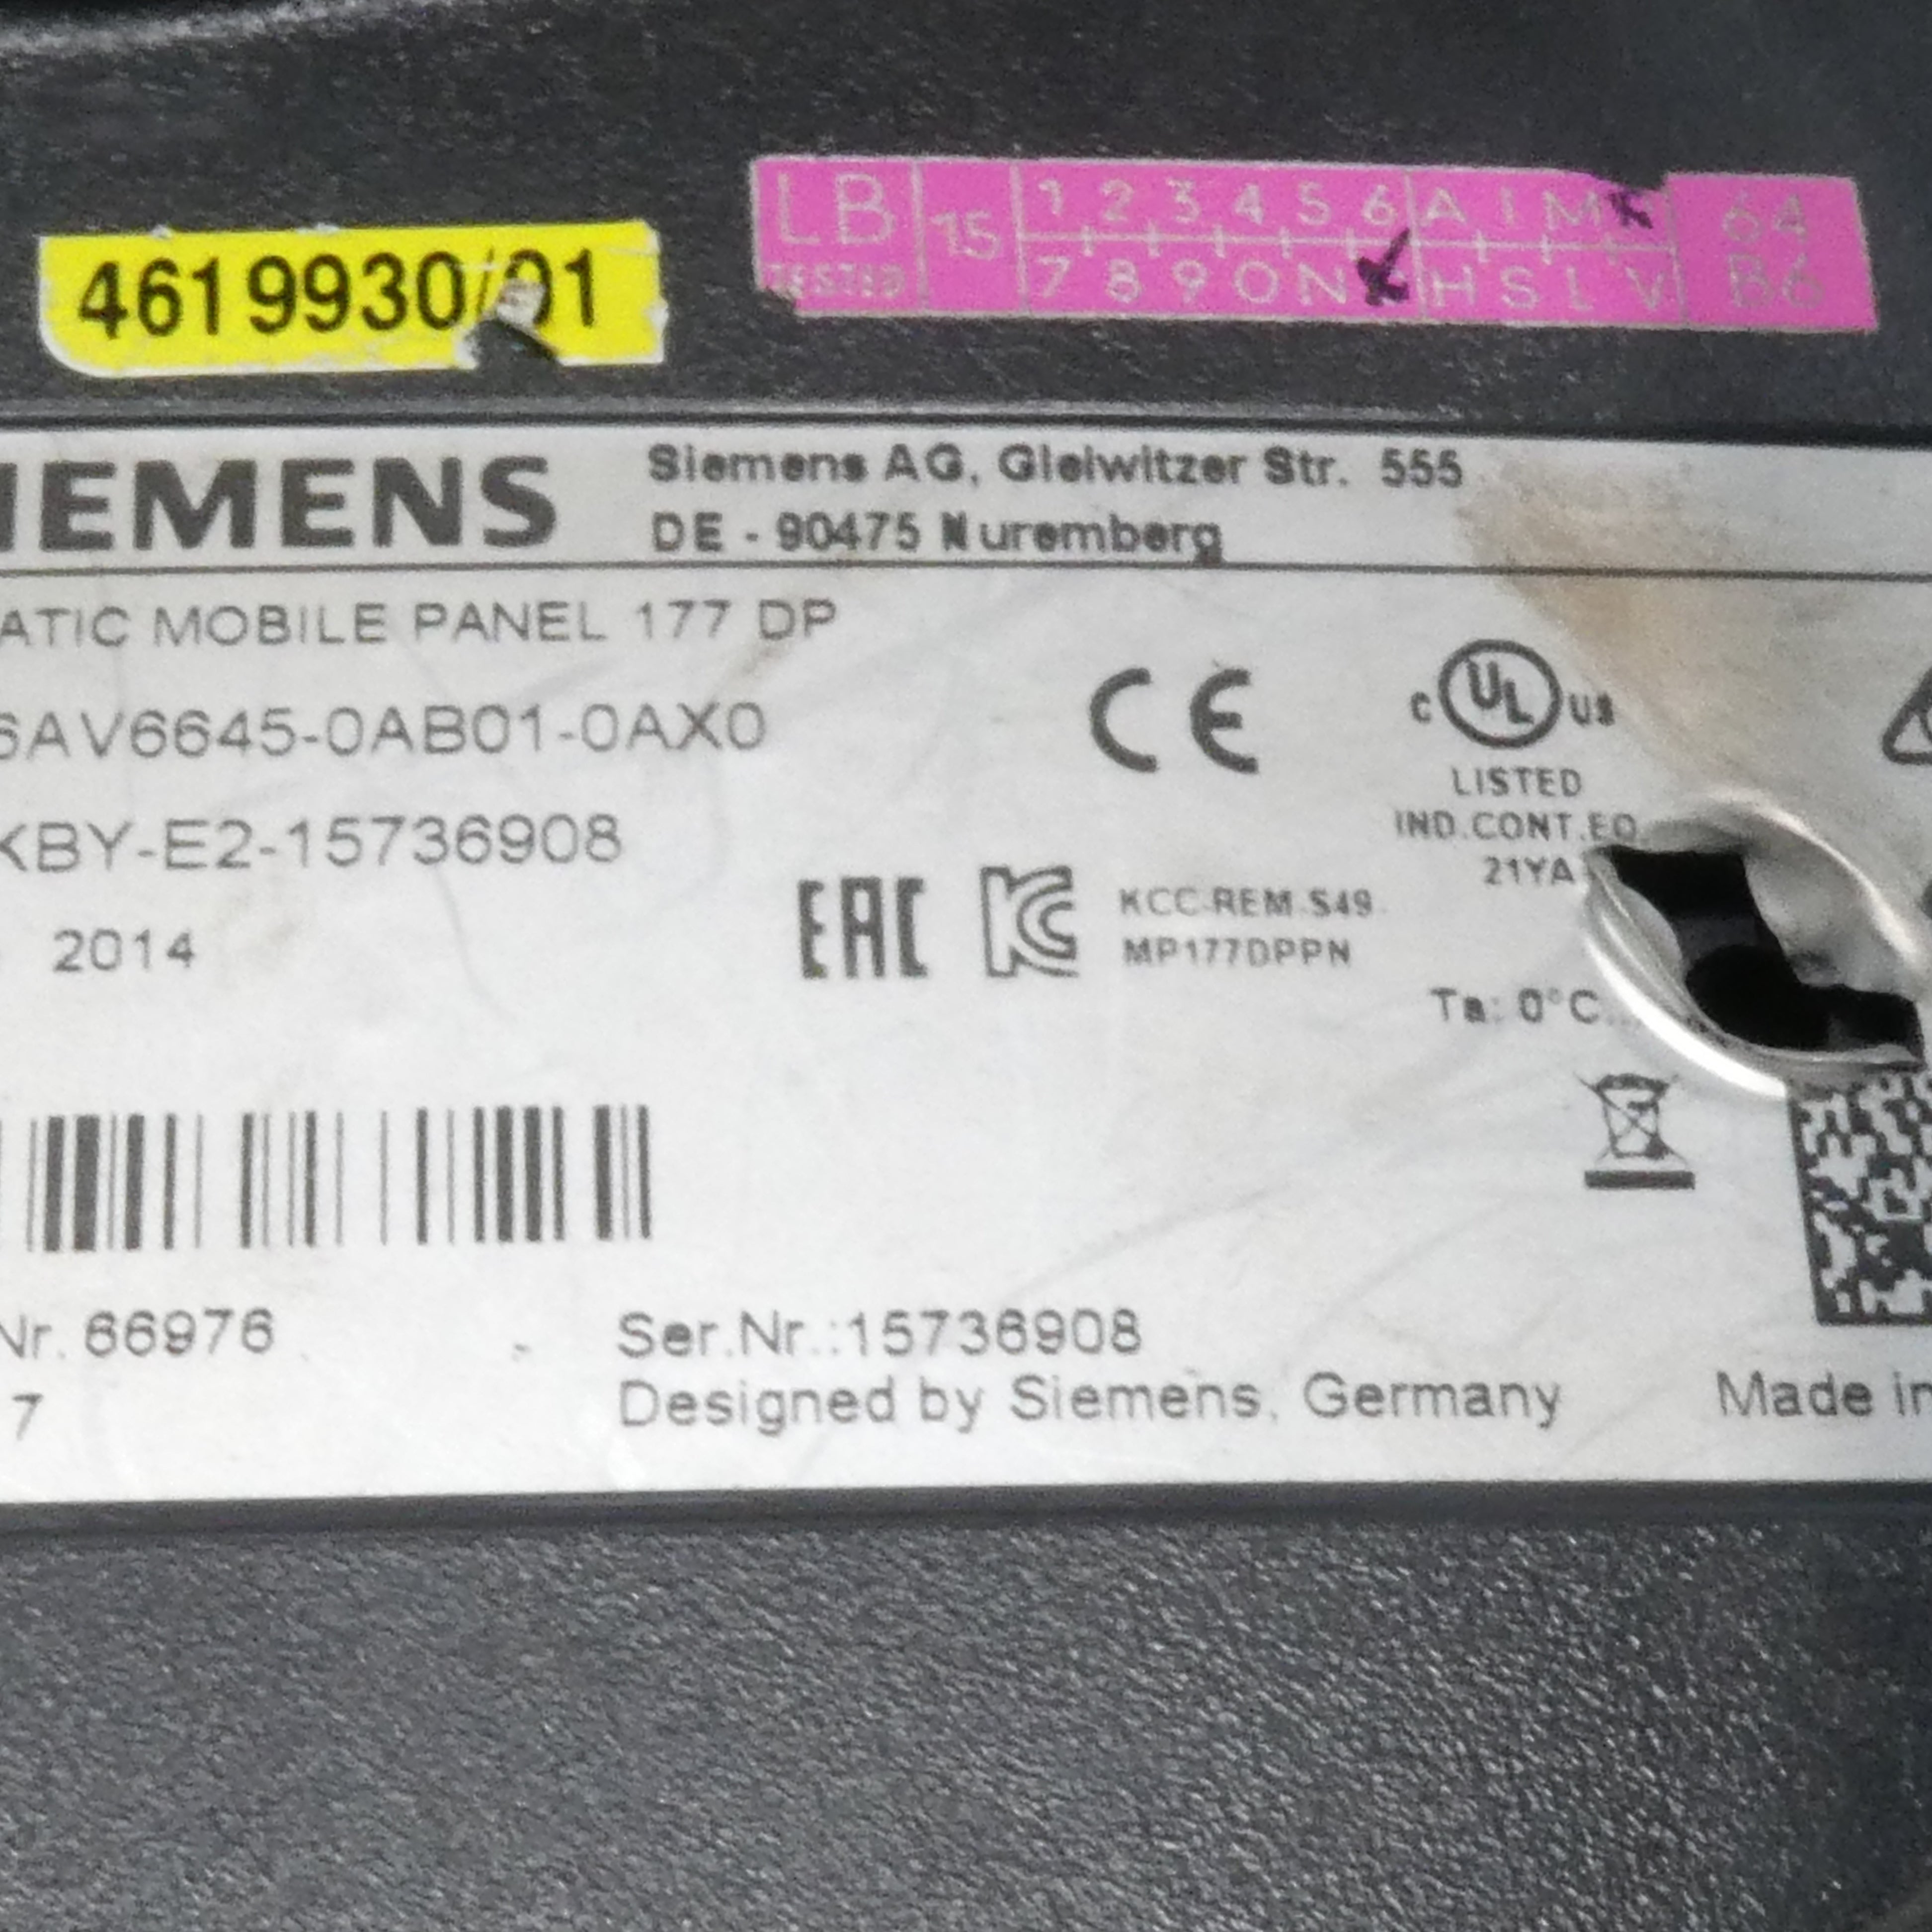 4619930/01
LB 15 1 2 3 4 5 6 A I M 64
TESTED 7 8 9 0 N H S L V B6
IEMENS
Siemens AG, Gleiwitzer Str. 555
DE - 90475 Nuremberg
ATIC MOBILE PANEL 177 DP
6AV6645-0AB01-0AX0
KBY-E2-15736908
2014
CE
c UL us
LISTED
IND.CONT.EQ
21YA
EAC KC
KCC-REM-S49
MP177DPPN
Ta: 0°C...
Nr. 66976
7
Ser.Nr.:15736908
Designed by Siemens, Germany
Made in